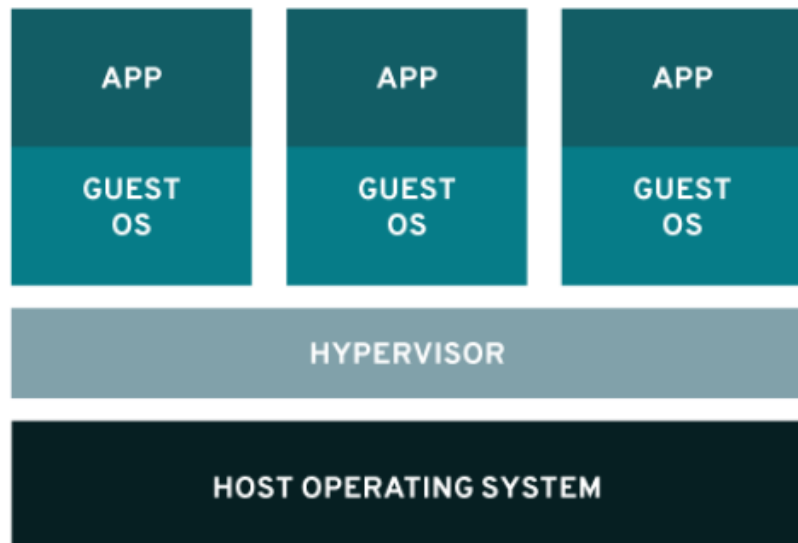 APP
APP
APP
GUEST
OS
GUEST
OS
GUEST
OS
HYPERVISOR
HOST OPERATING SYSTEM